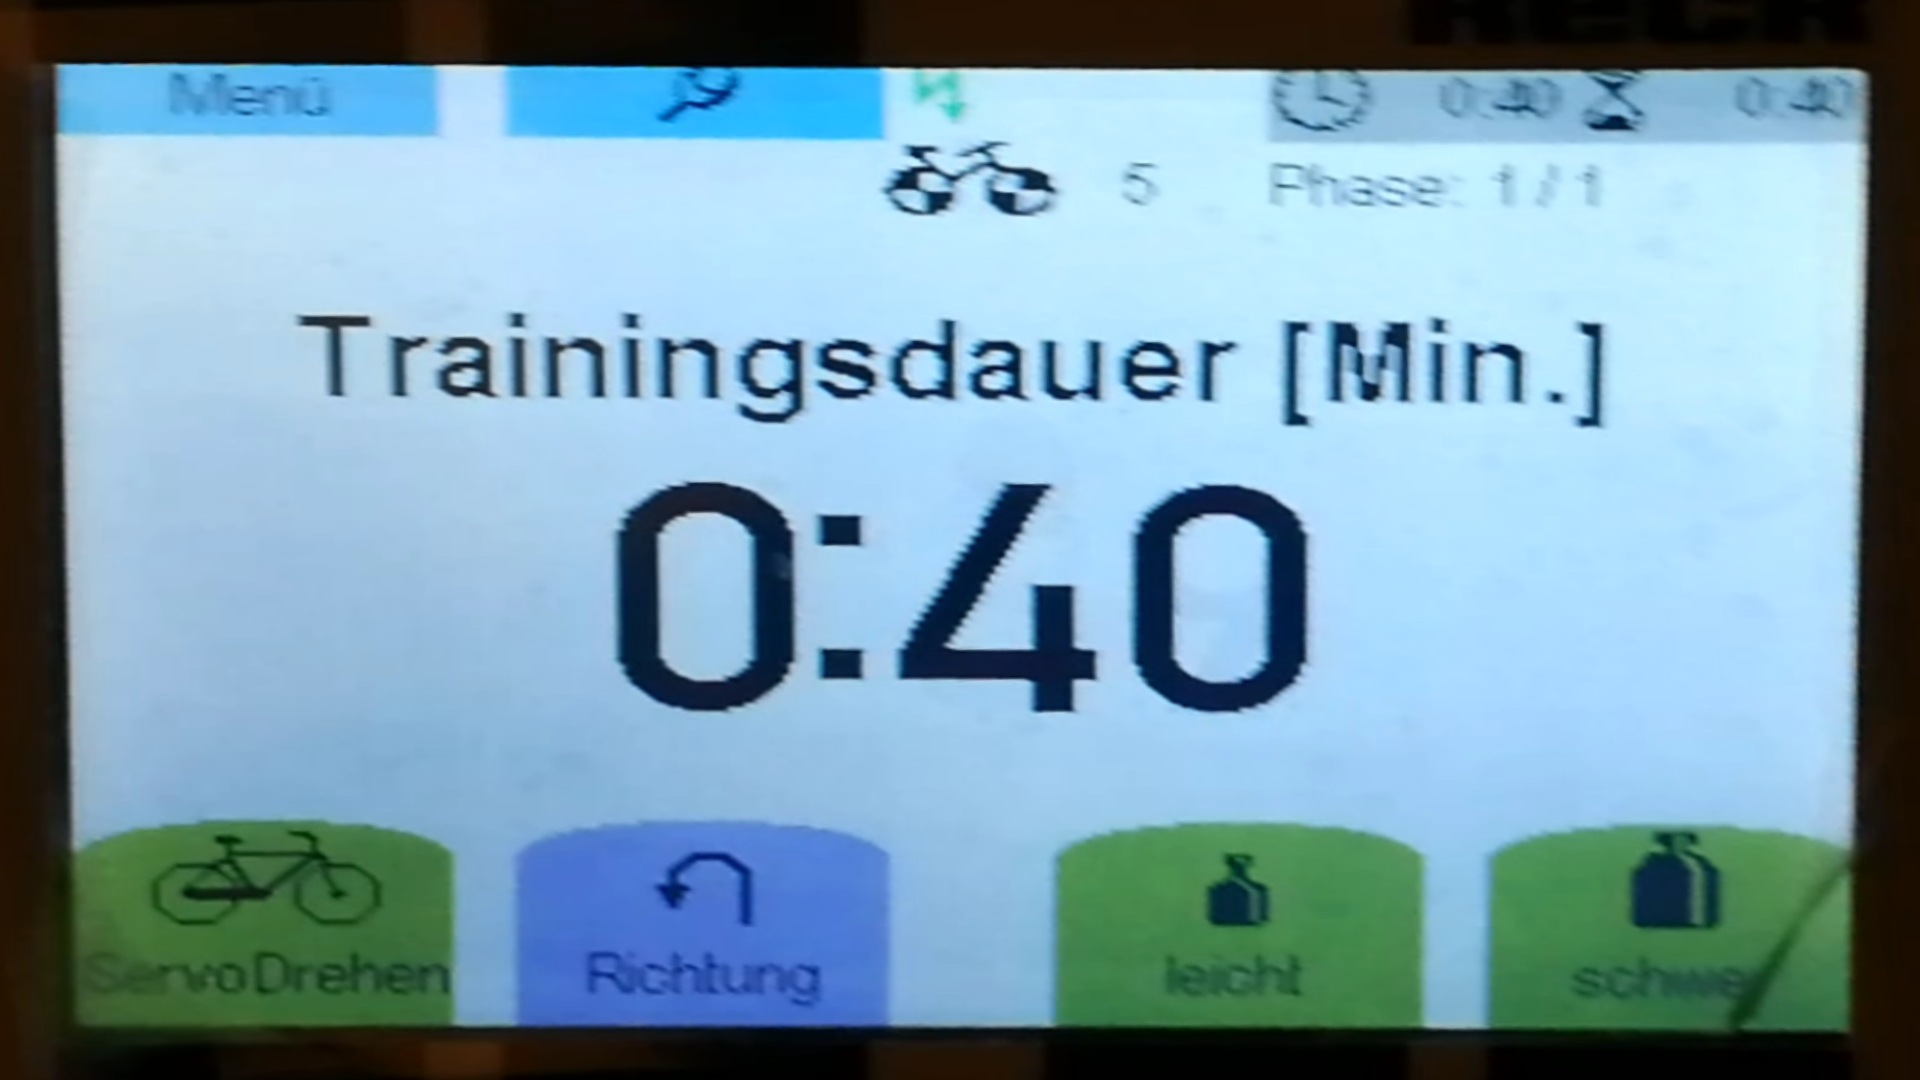 Menü 0:40 0:40
5 Phase: 1 / 1
Trainingsdauer [Min.]
0:40
ServoDrehen Richtung leicht